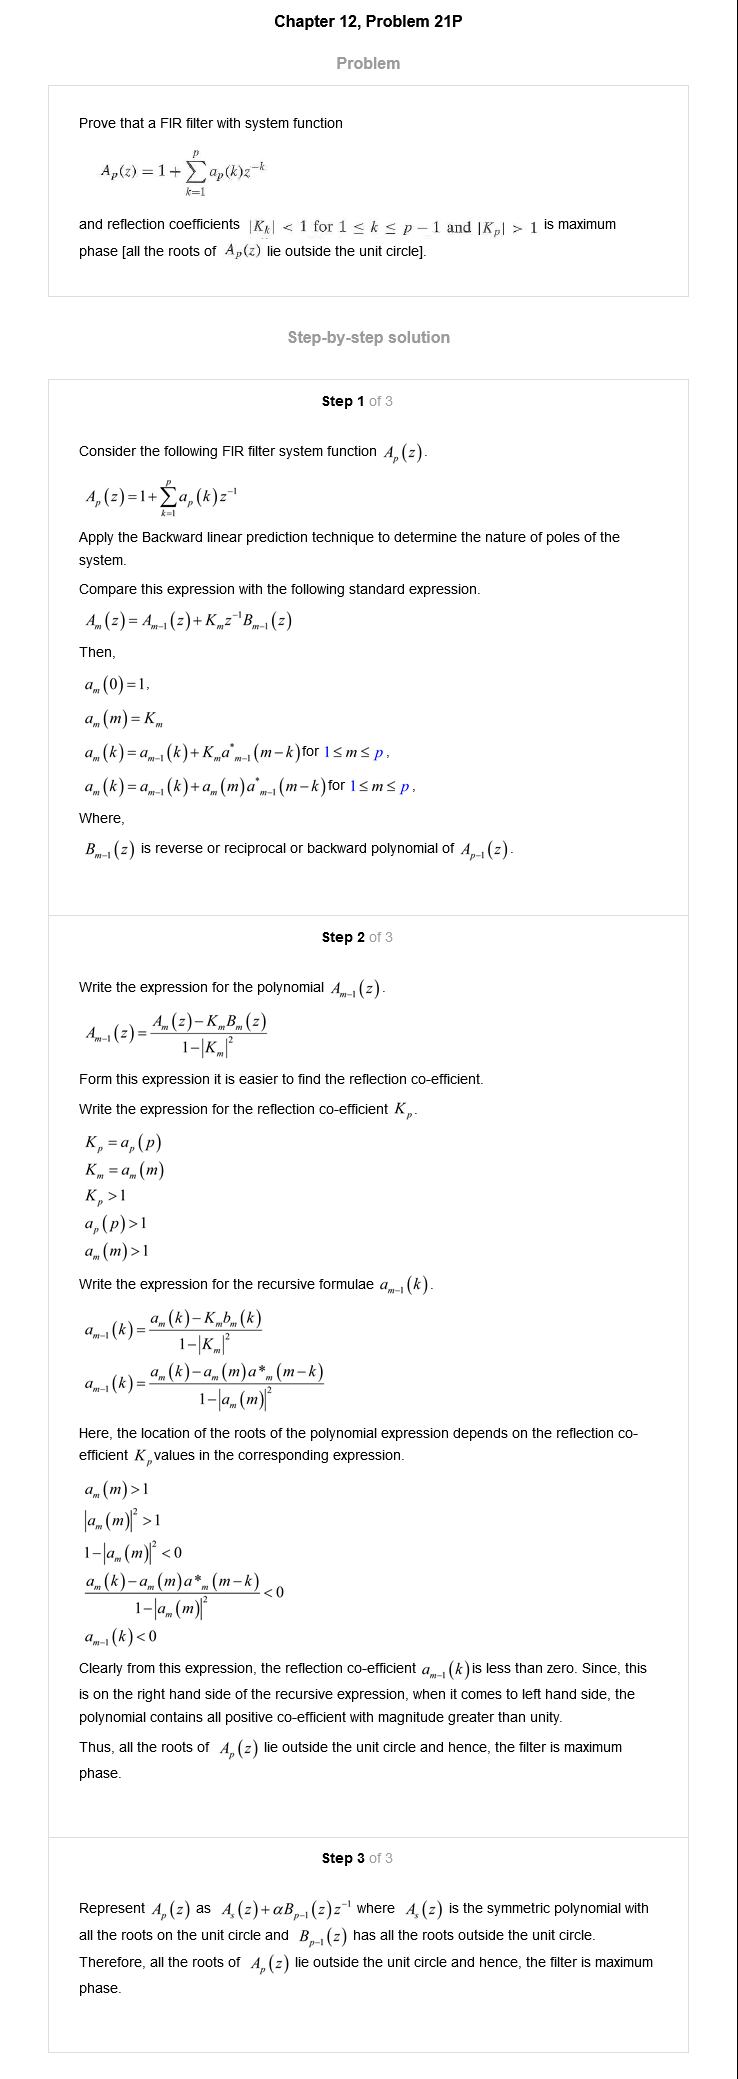 Chapter 12, Problem 21P
Problem
Prove that a FIR filter with system function
A_p(z) = 1 + ∑_{k=1}^{p} a_p(k)z^{−k}
and reflection coefficients |K_k| < 1 for 1 ≤ k ≤ p − 1 and |K_p| > 1 is maximum
phase [all the roots of A_p(z) lie outside the unit circle].
Step-by-step solution
Step 1 of 3
Consider the following FIR filter system function A_p(z).
A_p(z)=1+∑_{k=1}^{p} a_p(k)z^{−1}
Apply the Backward linear prediction technique to determine the nature of poles of the
system.
Compare this expression with the following standard expression.
A_m(z)=A_{m−1}(z)+K_m z^{−1}B_{m−1}(z)
Then,
a_m(0)=1,
a_m(m)=K_m
a_m(k)=a_{m−1}(k)+K_m a^*_{m−1}(m−k) for 1≤m≤p,
a_m(k)=a_{m−1}(k)+a_m(m)a^*_{m−1}(m−k) for 1≤m≤p,
Where,
B_{m−1}(z) is reverse or reciprocal or backward polynomial of A_{p−1}(z).
Step 2 of 3
Write the expression for the polynomial A_{m−1}(z).
A_{m−1}(z)=(A_m(z)−K_m B_m(z))/(1−|K_m|^2)
Form this expression it is easier to find the reflection co-efficient.
Write the expression for the reflection co-efficient K_p.
K_p=a_p(p)
K_m=a_m(m)
K_p>1
a_p(p)>1
a_m(m)>1
Write the expression for the recursive formulae a_{m−1}(k).
a_{m−1}(k)=(a_m(k)−K_m b_m(k))/(1−|K_m|^2)
a_{m−1}(k)=(a_m(k)−a_m(m)a*_m(m−k))/(1−|a_m(m)|^2)
Here, the location of the roots of the polynomial expression depends on the reflection co-
efficient K_p values in the corresponding expression.
a_m(m)>1
|a_m(m)|^2>1
1−|a_m(m)|^2<0
(a_m(k)−a_m(m)a*_m(m−k))/(1−|a_m(m)|^2)<0
a_{m−1}(k)<0
Clearly from this expression, the reflection co-efficient a_{m−1}(k) is less than zero. Since, this
is on the right hand side of the recursive expression, when it comes to left hand side, the
polynomial contains all positive co-efficient with magnitude greater than unity.
Thus, all the roots of A_p(z) lie outside the unit circle and hence, the filter is maximum
phase.
Step 3 of 3
Represent A_p(z) as A_s(z)+αB_{p−1}(z)z^{−1} where A_s(z) is the symmetric polynomial with
all the roots on the unit circle and B_{p−1}(z) has all the roots outside the unit circle.
Therefore, all the roots of A_p(z) lie outside the unit circle and hence, the filter is maximum
phase.